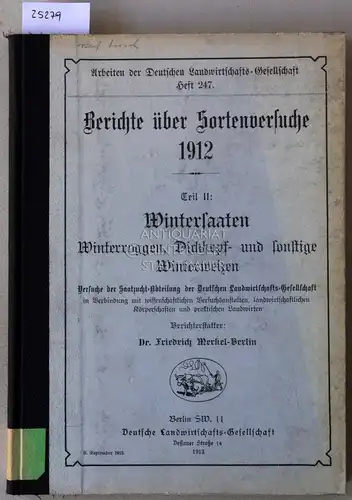 25279
Arbeiten der Deutschen Landwirtschafts-Gesellschaft
Heft 247.
Berichte über Sortenversuche
1912
Teil II:
Wintersaaten
Winterroggen, Dickkopf- und sonstige
Winterweizen
Versuche der Saatzucht-Abteilung der Deutschen Landwirtschafts-Gesellschaft
in Verbindung mit wissenschaftlichen Versuchsanstalten, landwirtschaftlichen
Körperschaften und praktischen Landwirten
Berichterstatter:
Dr. Friedrich Merkel-Berlin
Berlin SW. 11
Deutsche Landwirtschafts-Gesellschaft
Dessauer Straße 14
1913